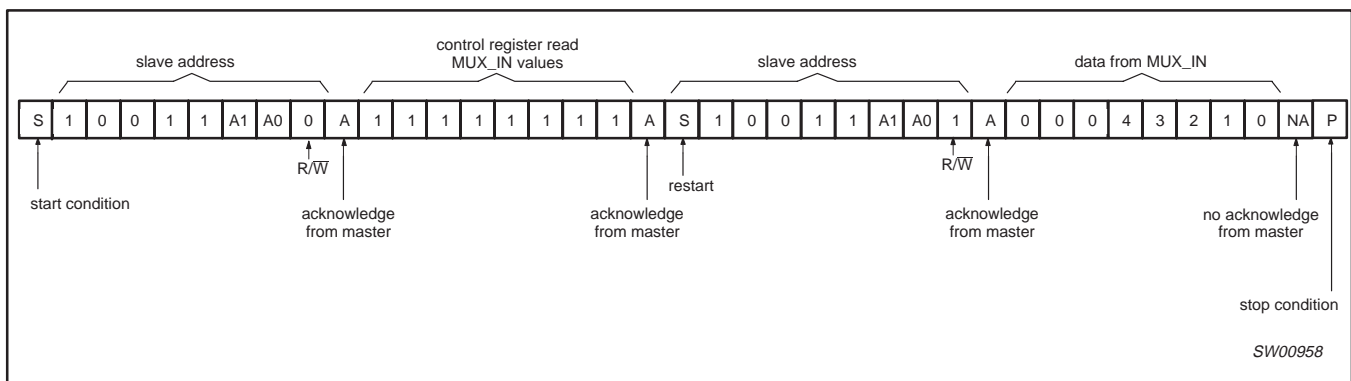 control register read
MUX_IN values
slave address
slave address
data from MUX_IN
S 1 0 0 1 1 A1 A0 0 A 1 1 1 1 1 1 1 1 A S 1 0 0 1 1 A1 A0 1 A 0 0 0 4 3 2 1 0 NA P
R/W̅
R/W̅
restart
start condition
acknowledge
from master
acknowledge
from master
acknowledge
from master
no acknowledge
from master
stop condition
SW00958